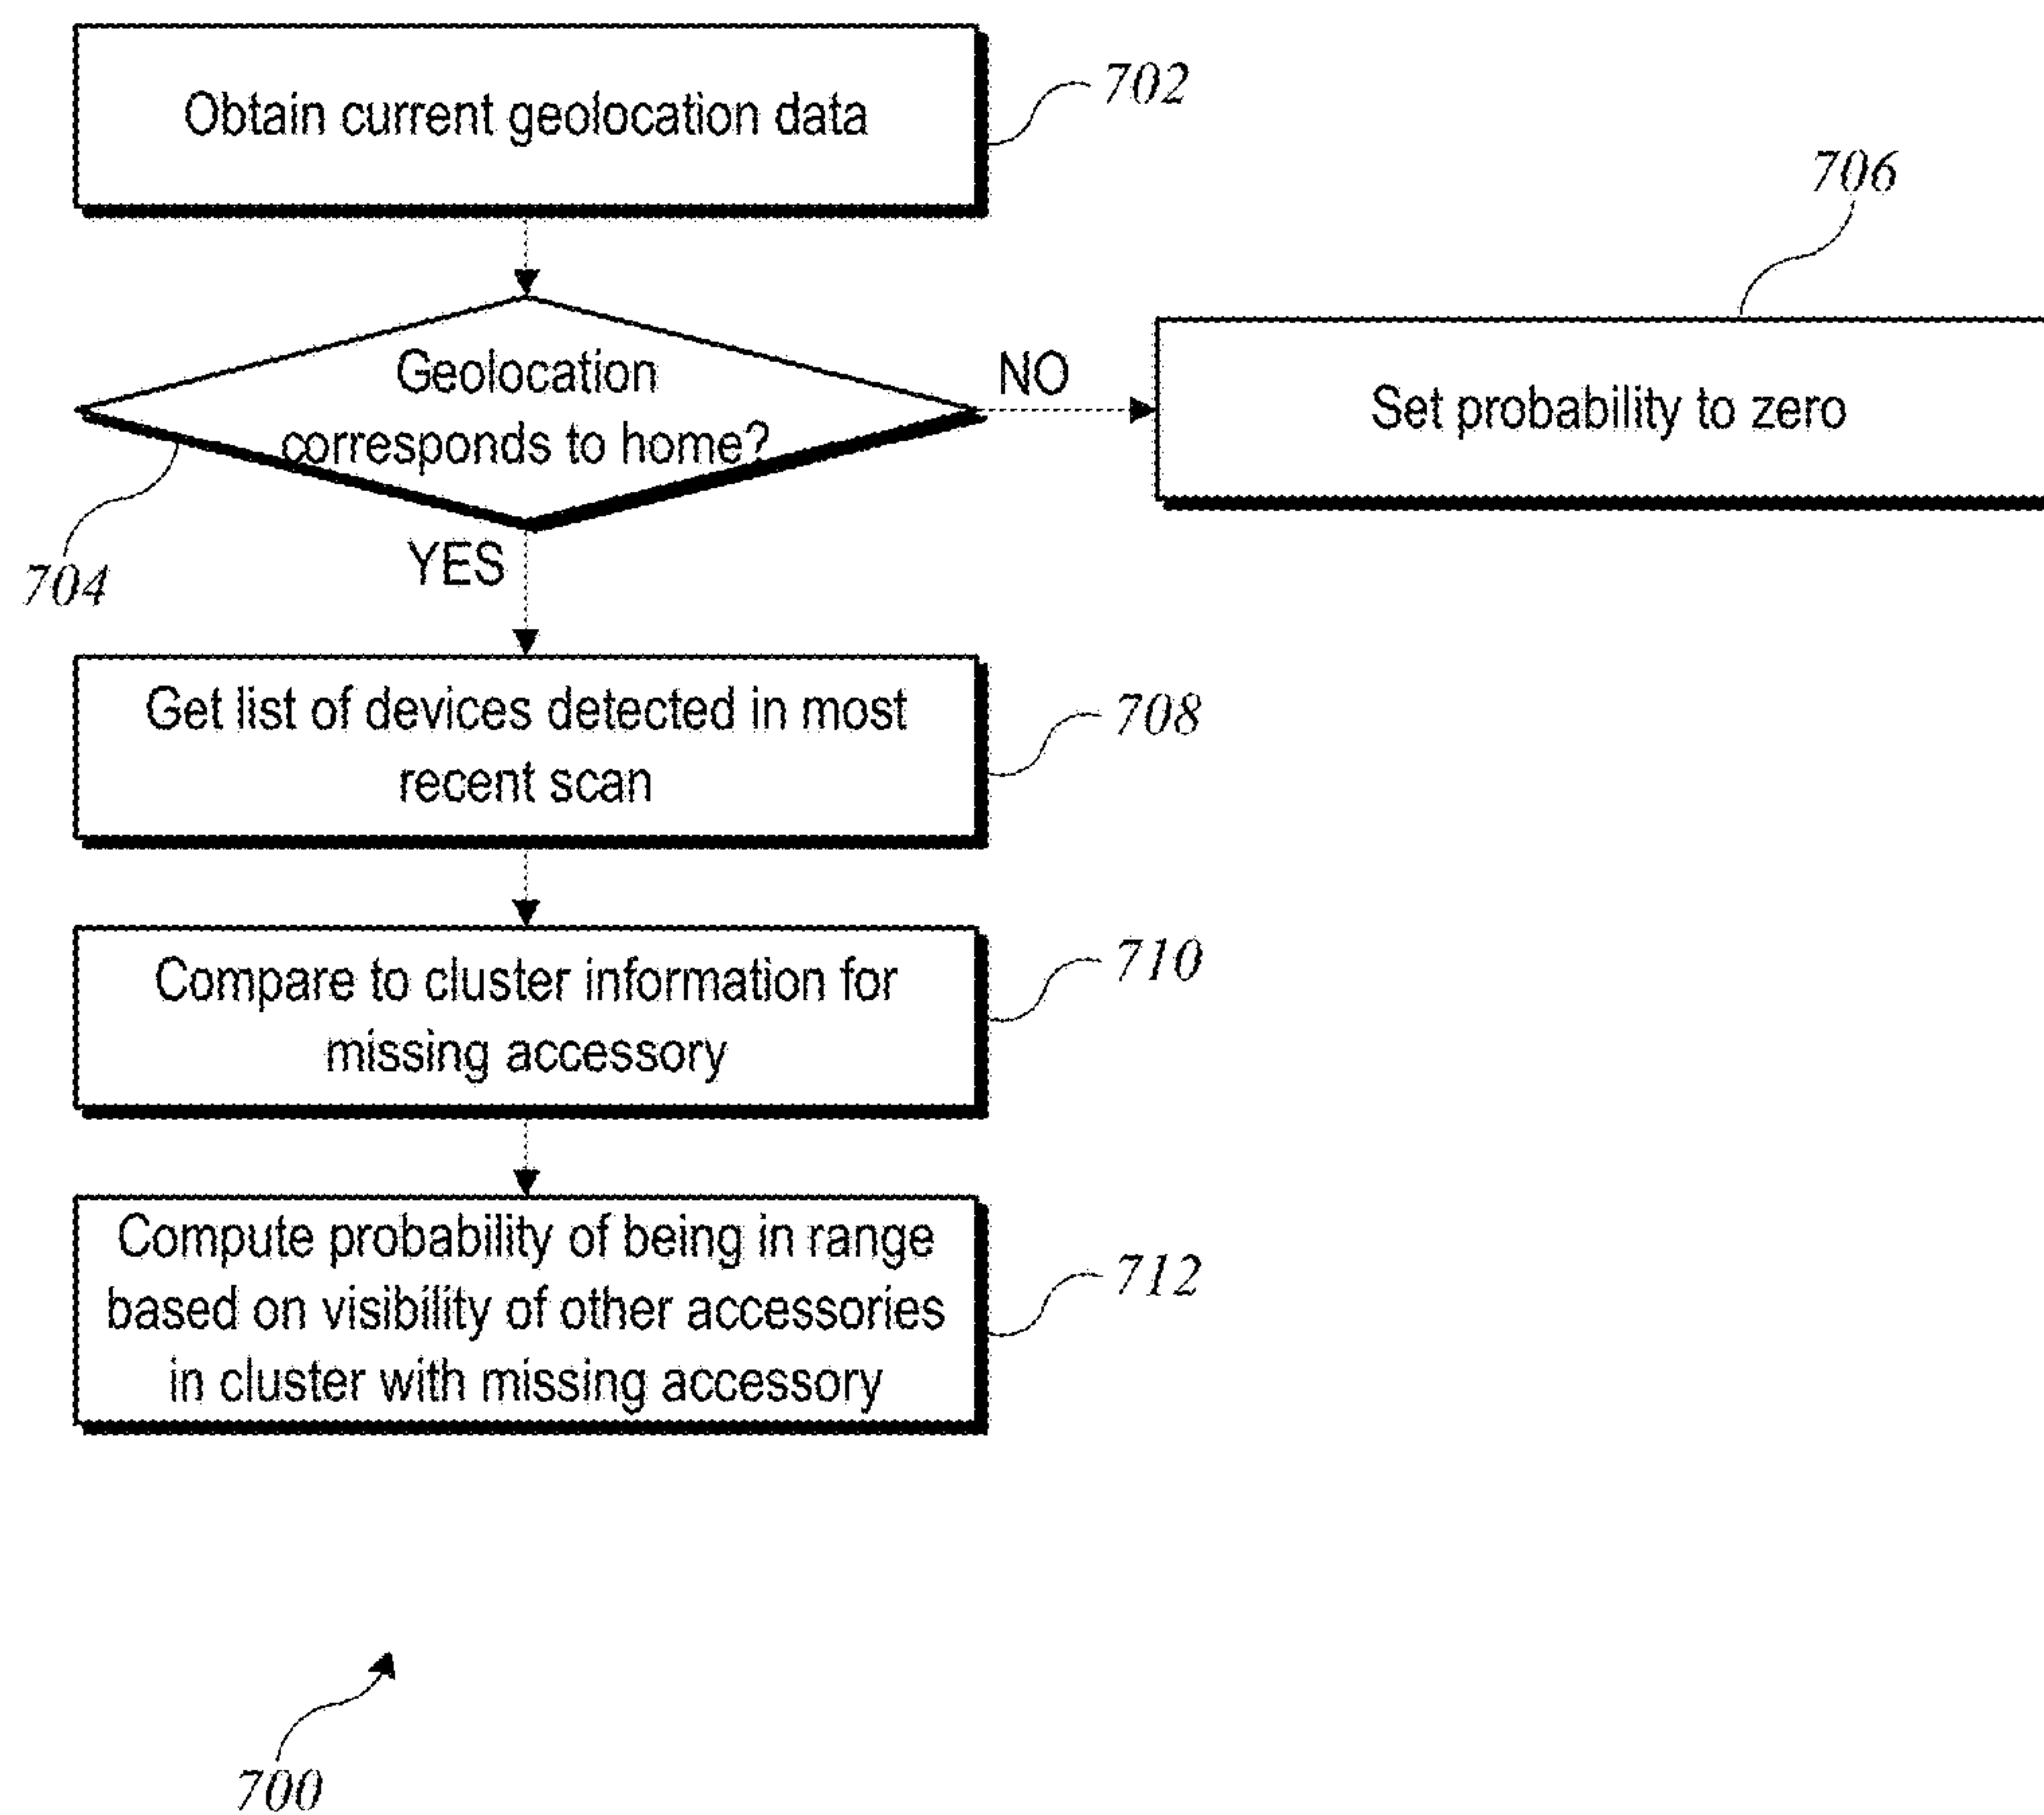 Obtain current geolocation data
702
706
Geolocation
corresponds to home?
NO
Set probability to zero
704
YES
Get list of devices detected in most
recent scan
708
Compare to cluster information for
missing accessory
710
Compute probability of being in range
based on visibility of other accessories
in cluster with missing accessory
712
700